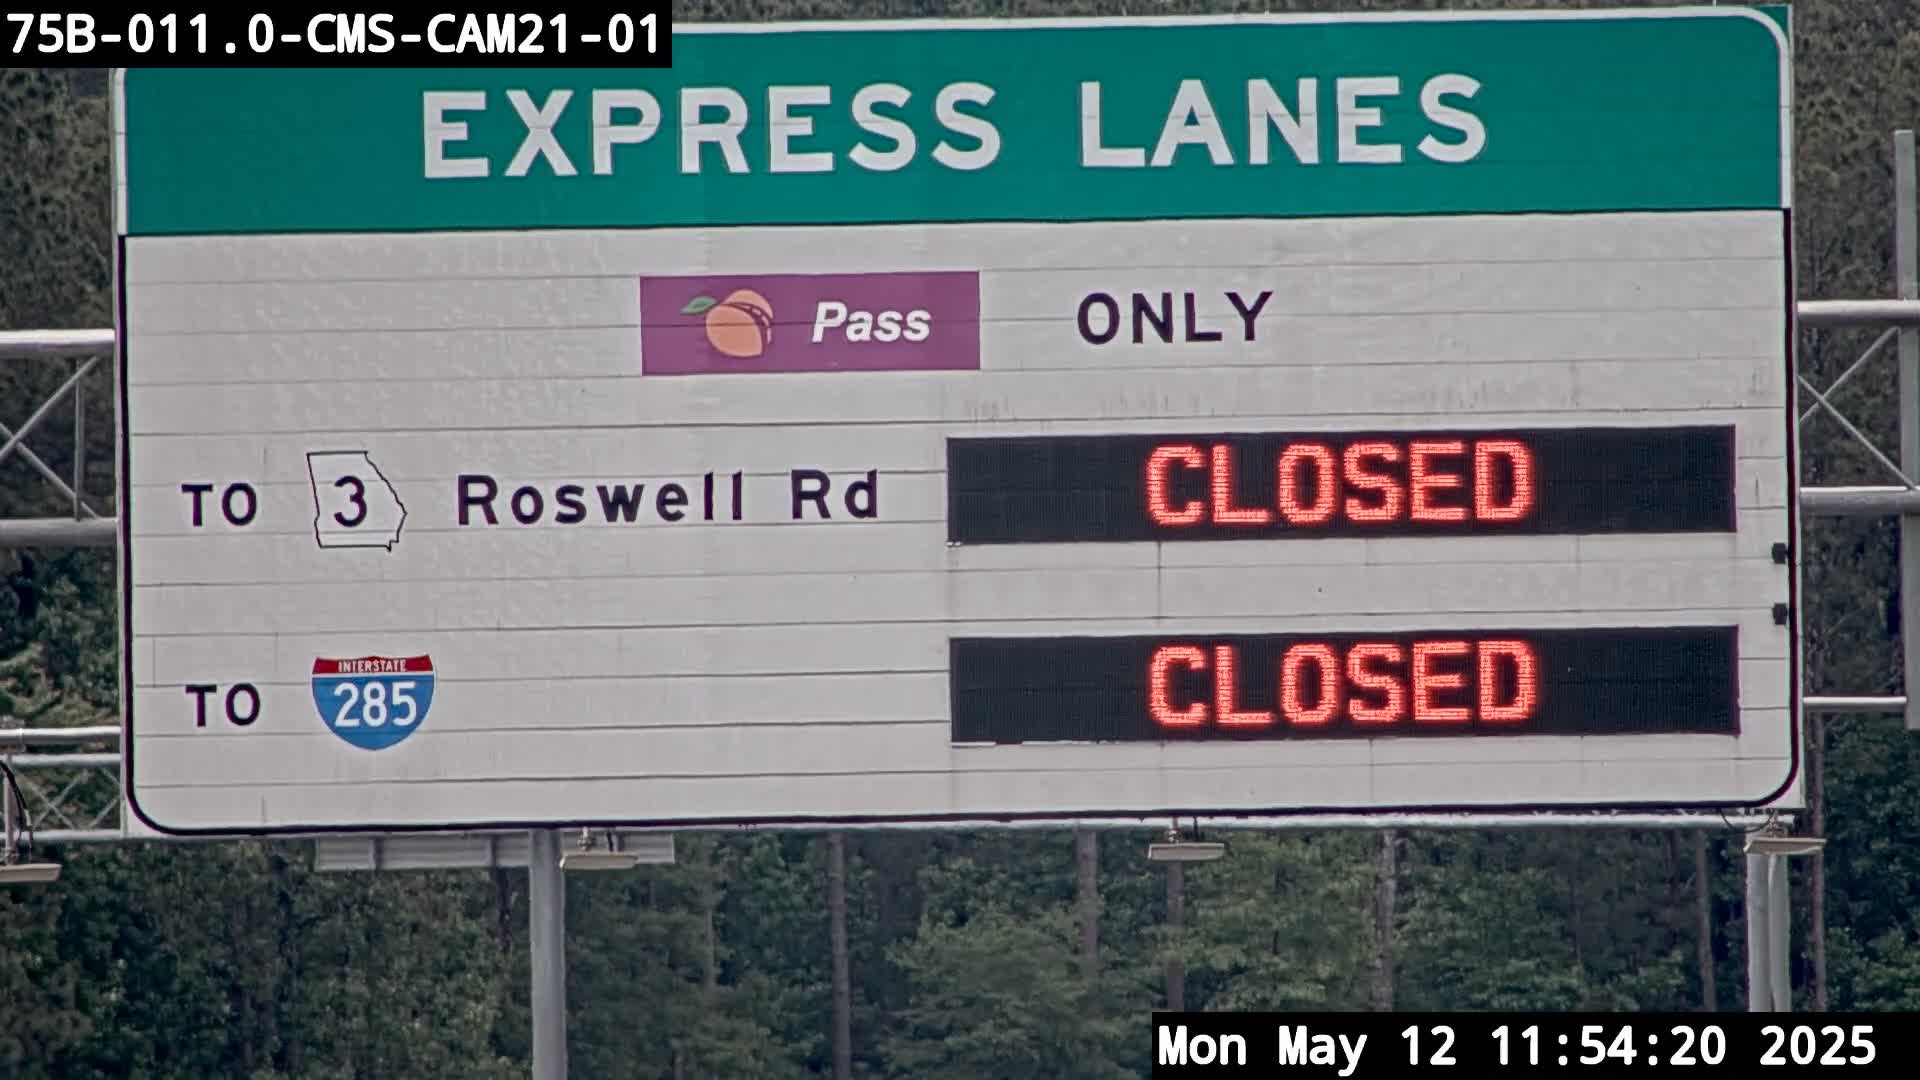 75B-011.0-CMS-CAM21-01
EXPRESS LANES
Pass ONLY
TO 3 Roswell Rd CLOSED
INTERSTATE
TO 285 CLOSED
Mon May 12 11:54:20 2025